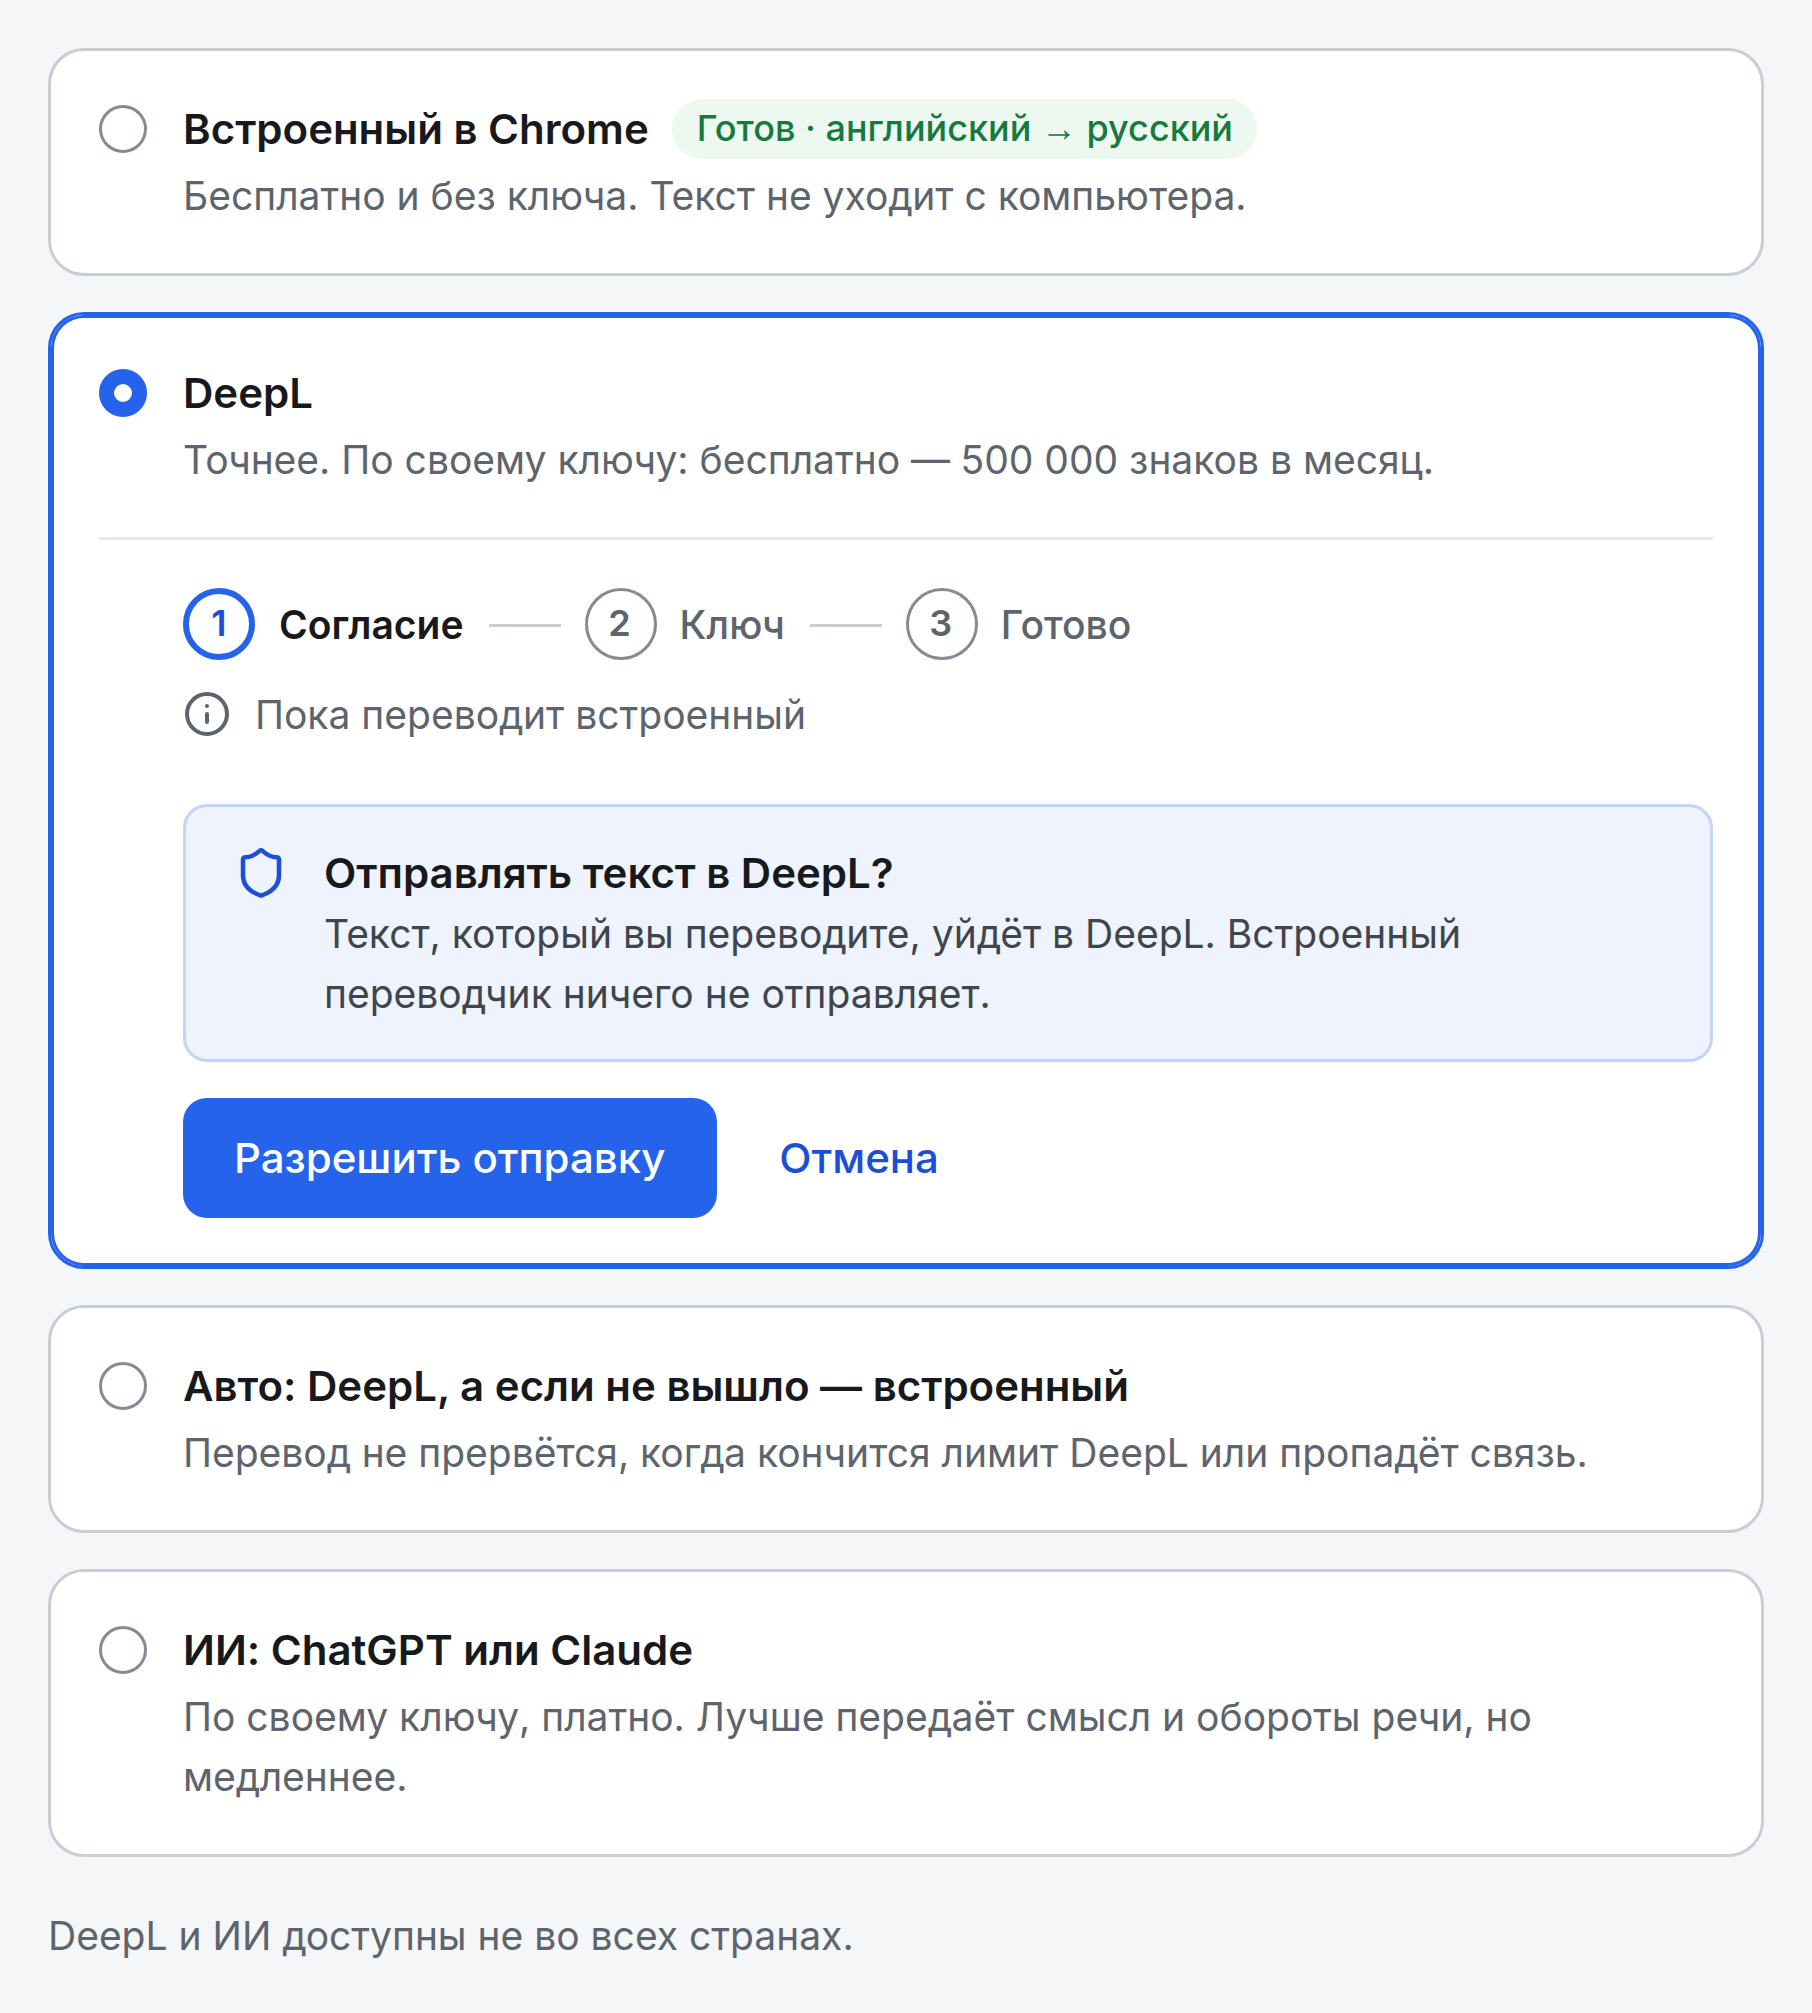 Встроенный в Chrome Готов · английский → русский
Бесплатно и без ключа. Текст не уходит с компьютера.
DeepL
Точнее. По своему ключу: бесплатно — 500 000 знаков в месяц.
1 Согласие 2 Ключ 3 Готово
Пока переводит встроенный
Отправлять текст в DeepL?
Текст, который вы переводите, уйдёт в DeepL. Встроенный
переводчик ничего не отправляет.
Разрешить отправку Отмена
Авто: DeepL, а если не вышло — встроенный
Перевод не прервётся, когда кончится лимит DeepL или пропадёт связь.
ИИ: ChatGPT или Claude
По своему ключу, платно. Лучше передаёт смысл и обороты речи, но
медленнее.
DeepL и ИИ доступны не во всех странах.